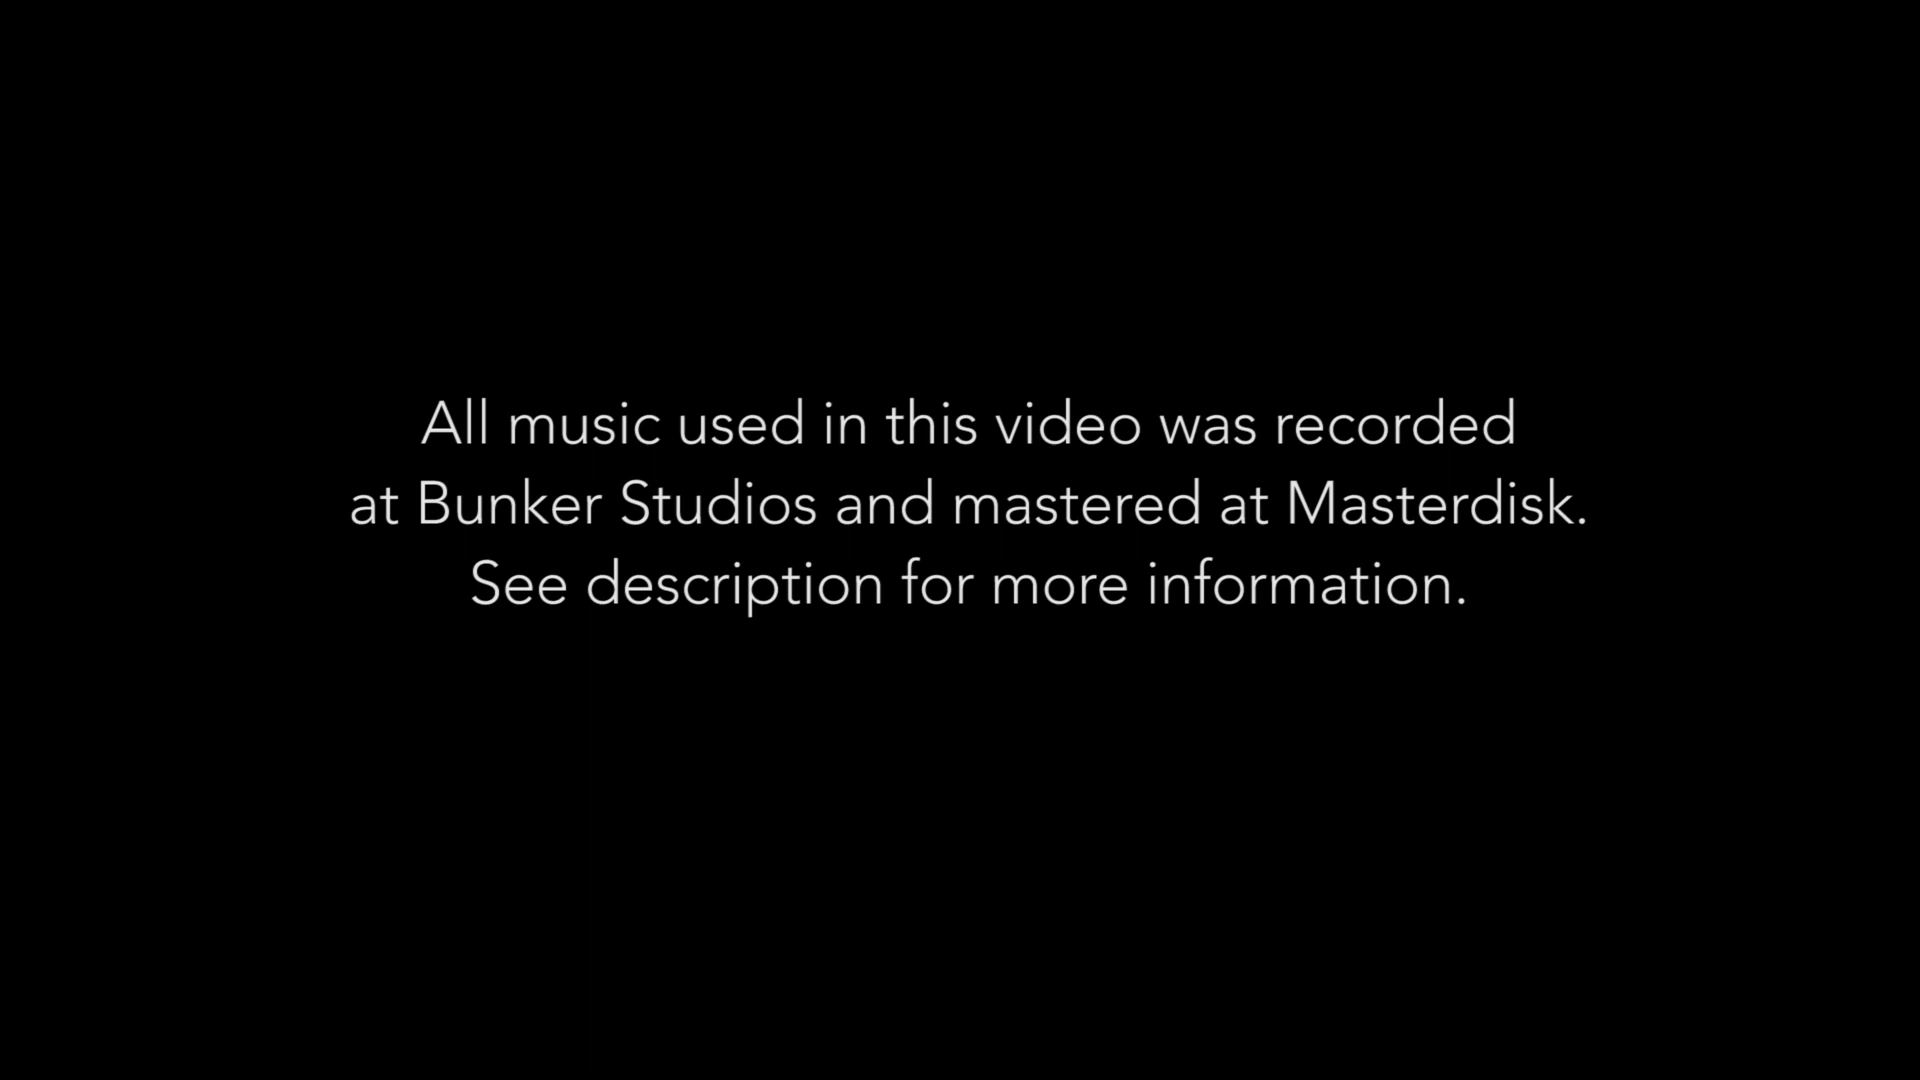 All music used in this video was recorded
at Bunker Studios and mastered at Masterdisk.
See description for more information.